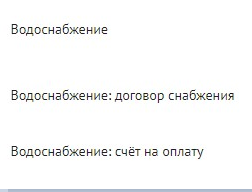 Водоснабжение
Водоснабжение: договор снабжения
Водоснабжение: счёт на оплату